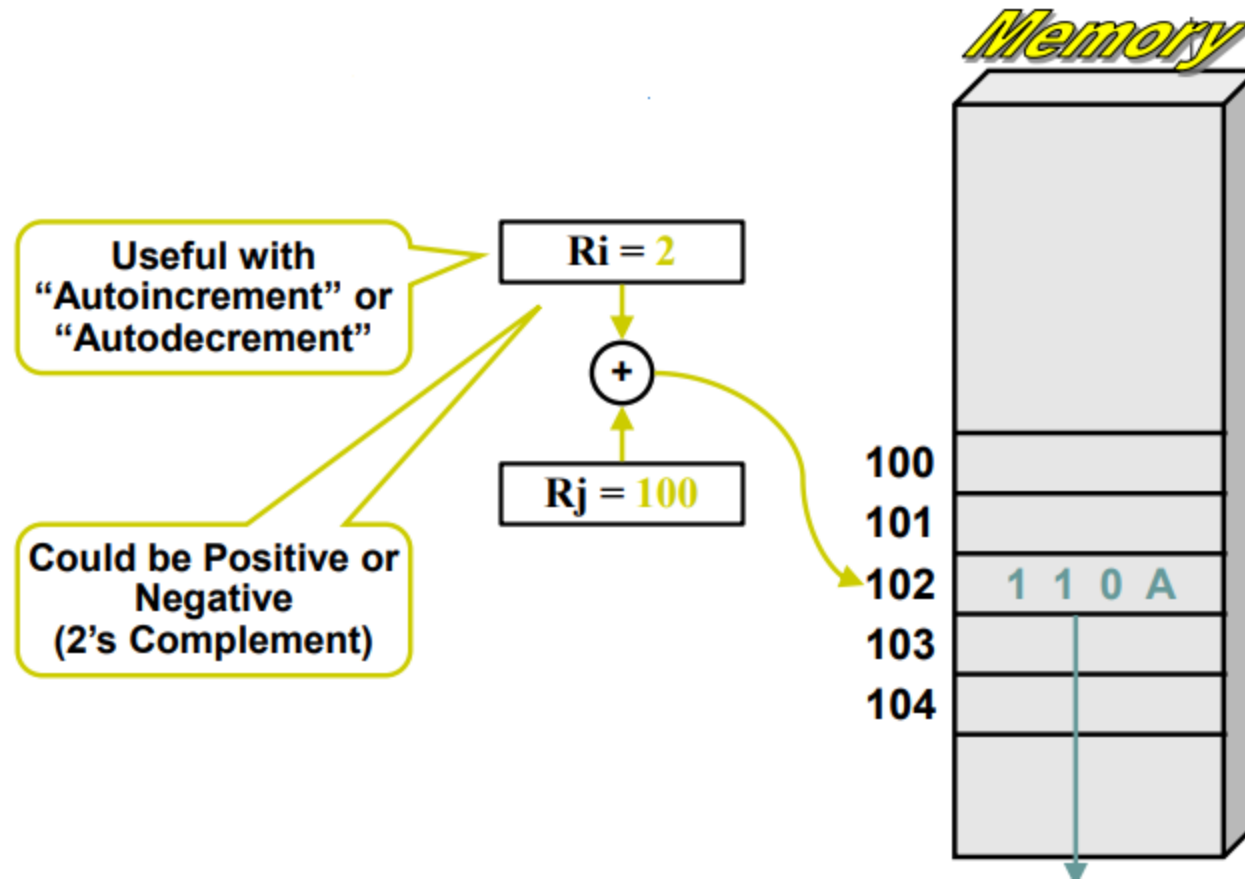 Memory
Useful with
“Autoincrement” or
“Autodecrement”
Ri = 2
+
Rj = 100
Could be Positive or
Negative
(2’s Complement)
100
101
102 1 1 0 A
103
104